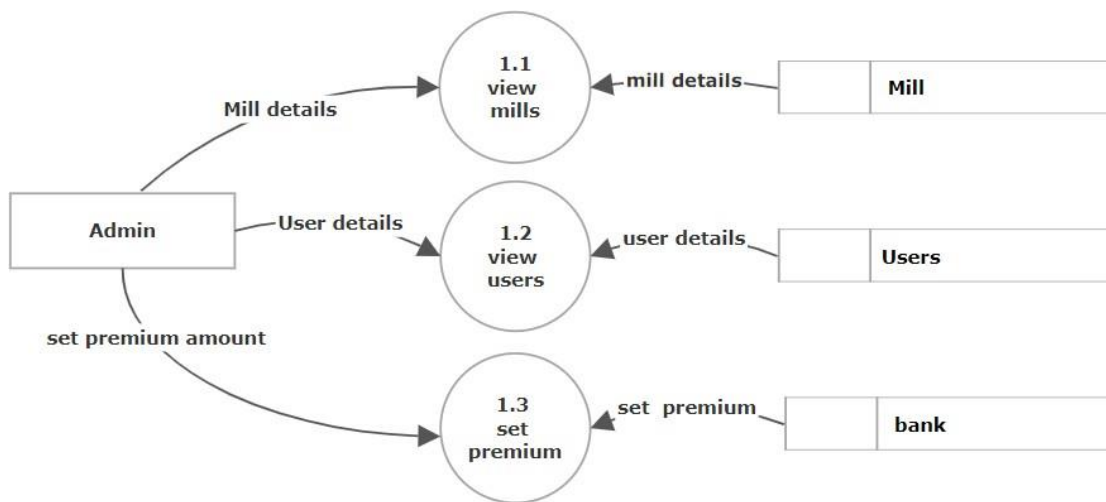 1.1
view
mills
mill details
Mill
Mill details
Admin
User details
1.2
view
users
user details
Users
set premium amount
1.3
set
premium
set premium
bank